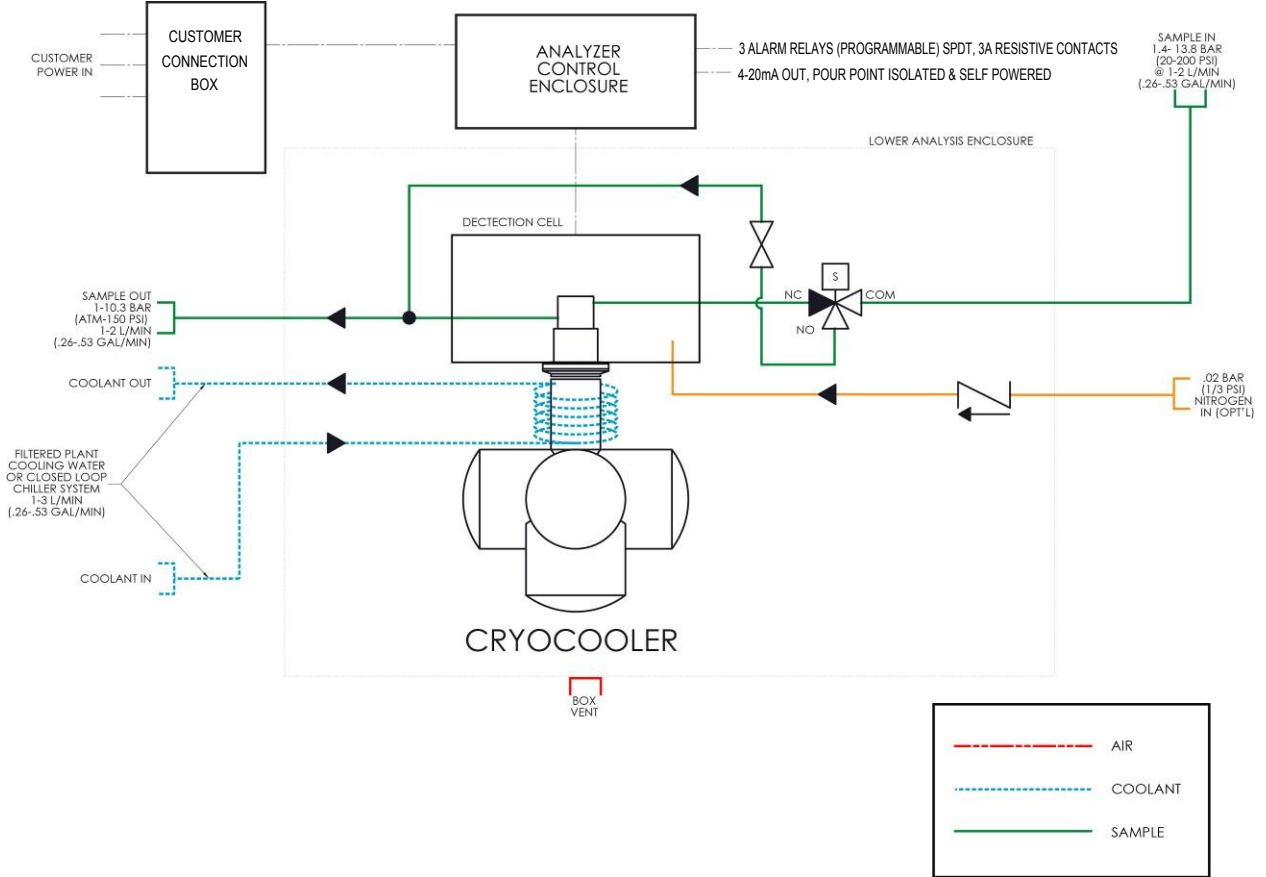 CUSTOMER
POWER IN
CUSTOMER
CONNECTION
BOX
ANALYZER
CONTROL
ENCLOSURE
3 ALARM RELAYS (PROGRAMMABLE) SPDT, 3A RESISTIVE CONTACTS
4-20mA OUT, POUR POINT ISOLATED & SELF POWERED
SAMPLE IN
1.4- 13.8 BAR
(20-200 PSI)
@ 1-2 L/MIN
(.26-.53 GAL/MIN)
LOWER ANALYSIS ENCLOSURE
DECTECTION CELL
S
NC
COM
NO
SAMPLE OUT
1-10.3 BAR
(ATM-150 PSI)
1-2 L/MIN
(.26-.53 GAL/MIN)
COOLANT OUT
.02 BAR
(1/3 PSI)
NITROGEN
IN (OPT'L)
FILTERED PLANT
COOLING WATER
OR CLOSED LOOP
CHILLER SYSTEM
1-3 L/MIN
(.26-.53 GAL/MIN)
COOLANT IN
CRYOCOOLER
BOX
VENT
AIR
COOLANT
SAMPLE